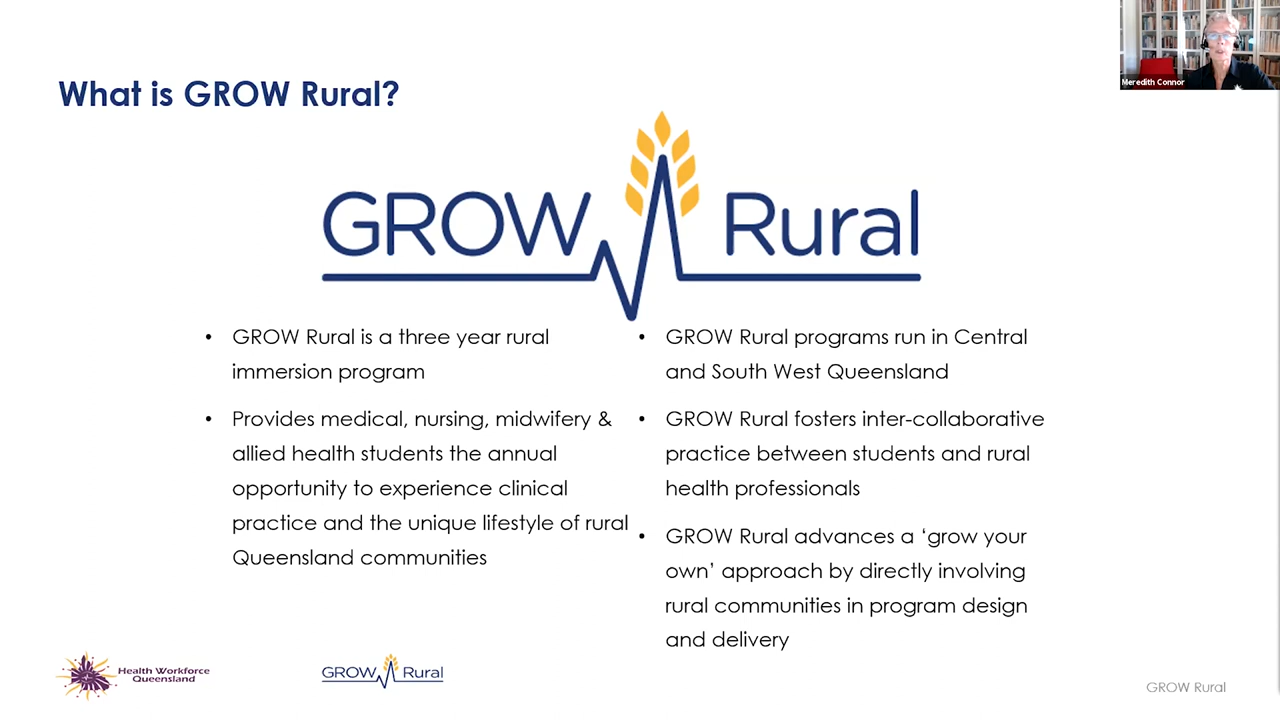 Meredith Connor
What is GROW Rural?
GROW Rural
• GROW Rural is a three year rural
immersion program
• Provides medical, nursing, midwifery &
allied health students the annual
opportunity to experience clinical
practice and the unique lifestyle of rural
Queensland communities
• GROW Rural programs run in Central
and South West Queensland
• GROW Rural fosters inter-collaborative
practice between students and rural
health professionals
• GROW Rural advances a ‘grow your
own’ approach by directly involving
rural communities in program design
and delivery
Health Workforce
Queensland
GROW Rural
GROW Rural